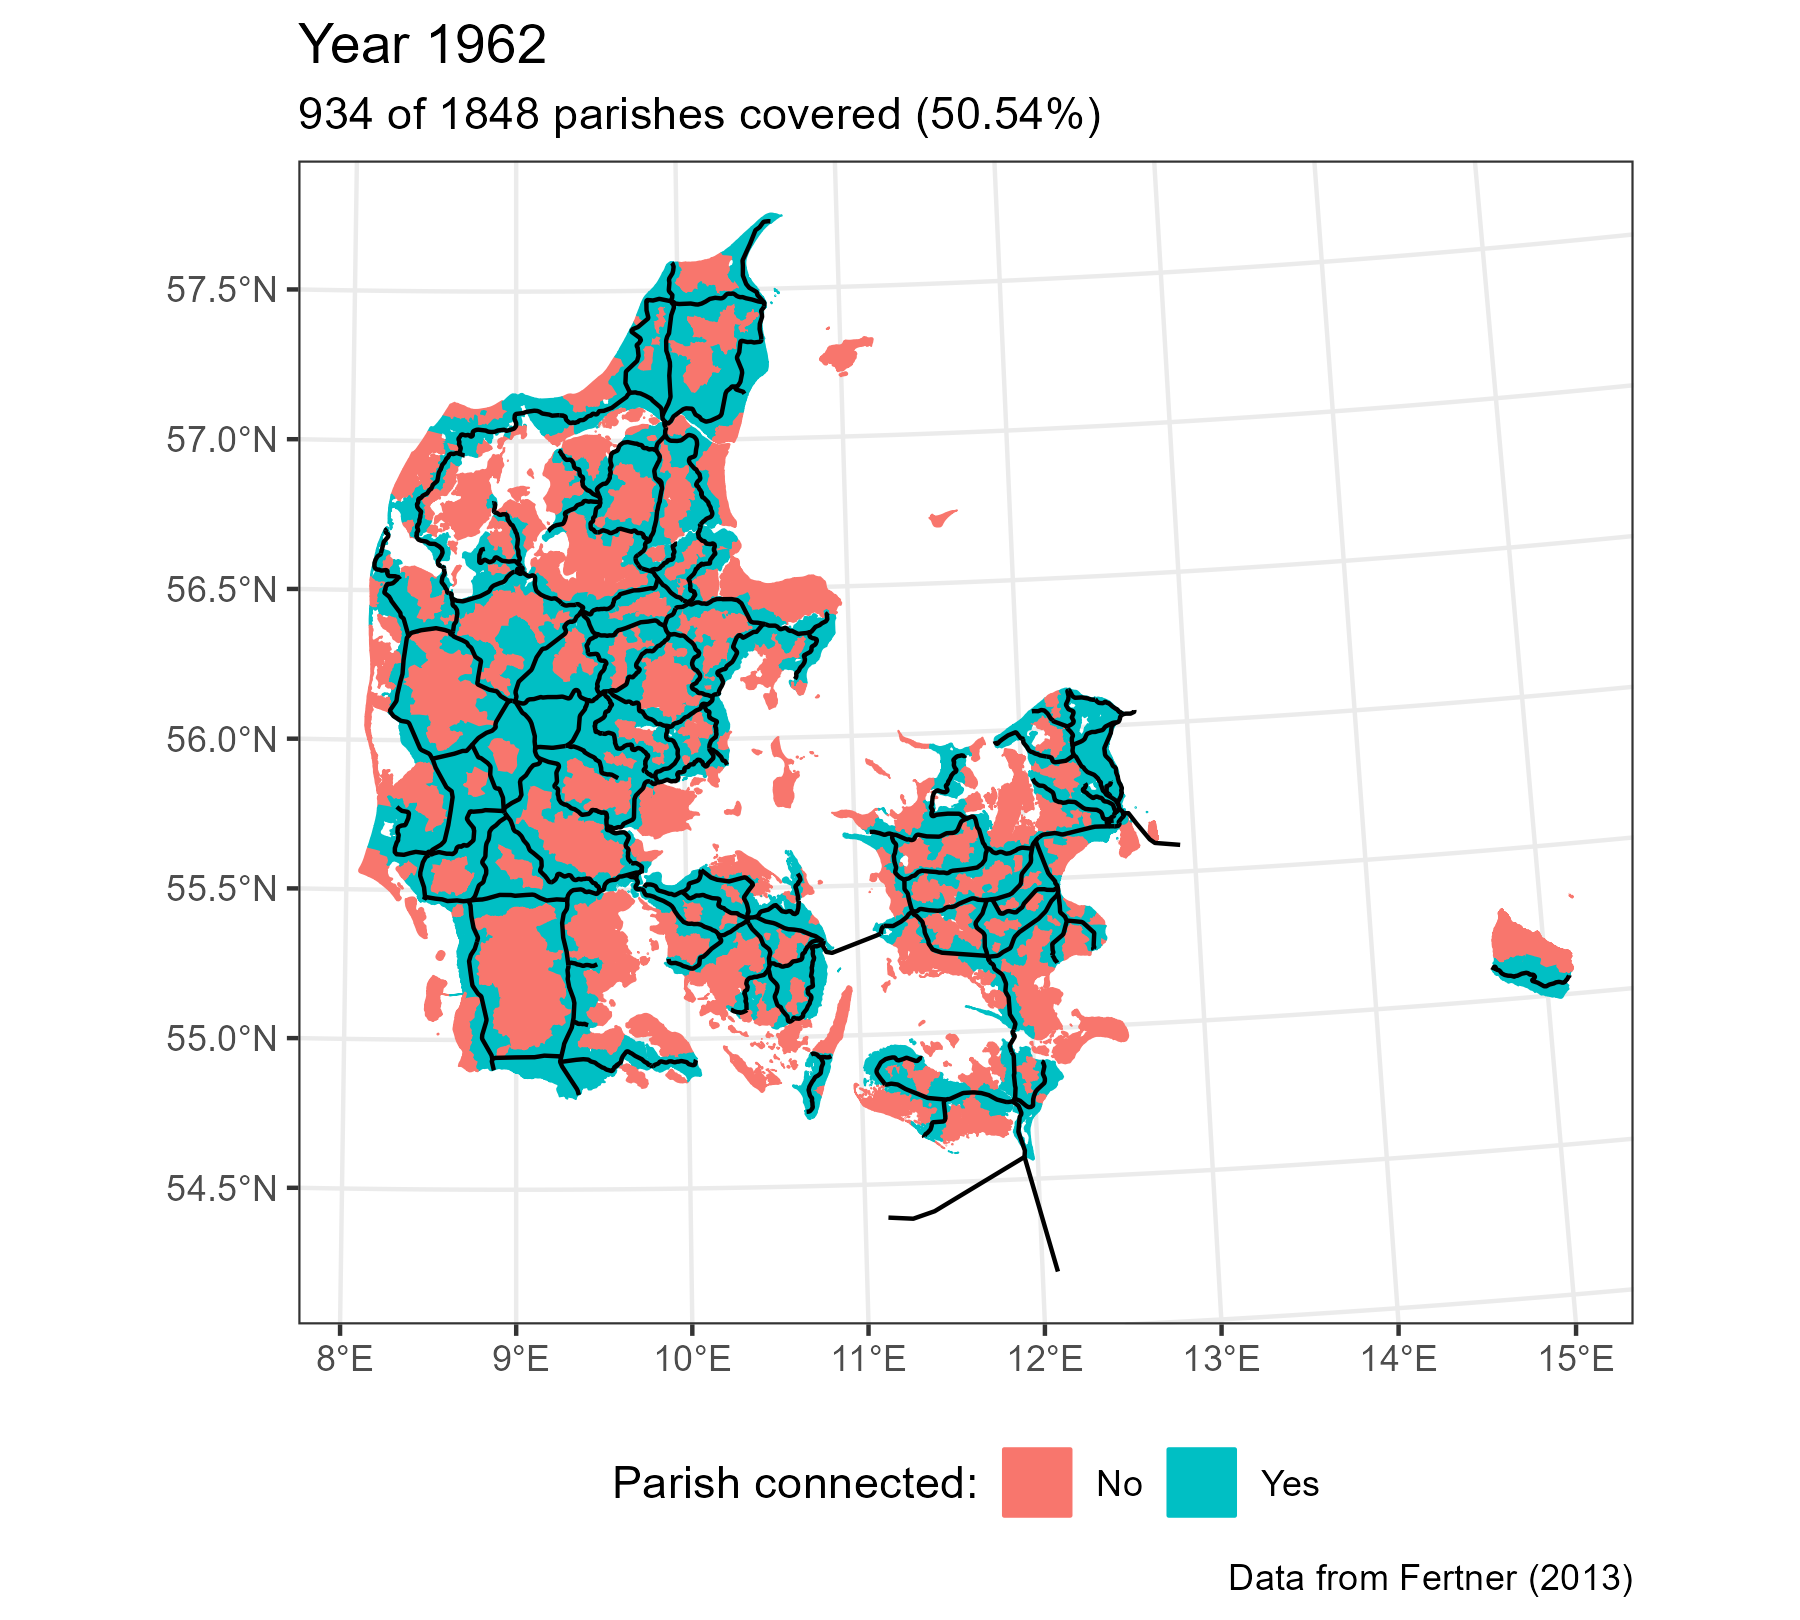 Year 1962
934 of 1848 parishes covered (50.54%)
57.5°N
57.0°N
56.5°N
56.0°N
55.5°N
55.0°N
54.5°N
8°E 9°E 10°E 11°E 12°E 13°E 14°E 15°E
Parish connected: No Yes
Data from Fertner (2013)